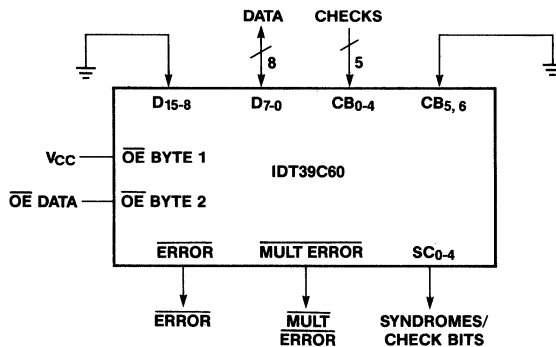 DATA CHECKS
8 5
D15-8 D7-0 CB0-4 CB5, 6
VCC OE BYTE 1
IDT39C60
OE DATA OE BYTE 2
ERROR MULT ERROR SC0-4
ERROR MULT ERROR SYNDROMES/
CHECK BITS